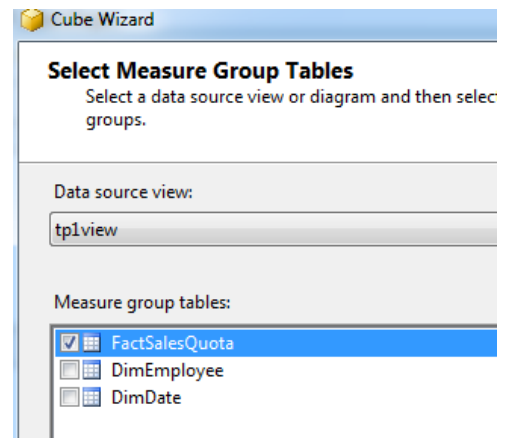 Cube Wizard
Select Measure Group Tables
Select a data source view or diagram and then selec
groups.
Data source view:
tp1view
Measure group tables:
FactSalesQuota
DimEmployee
DimDate